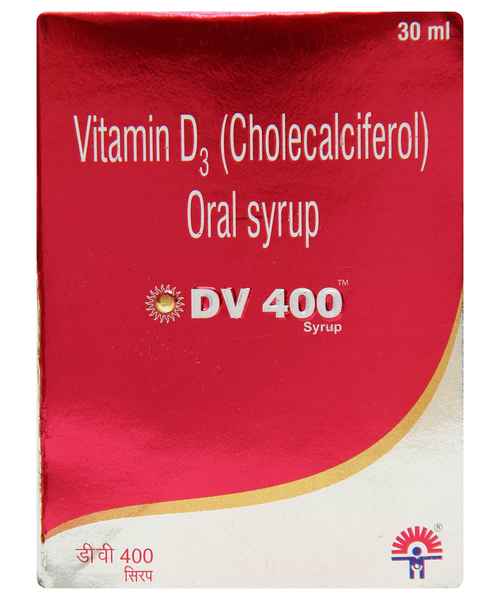 30 ml
Vitamin D₃ (Cholecalciferol)
Oral syrup
DV 400™
Syrup
डी वी 400
सिरप
®